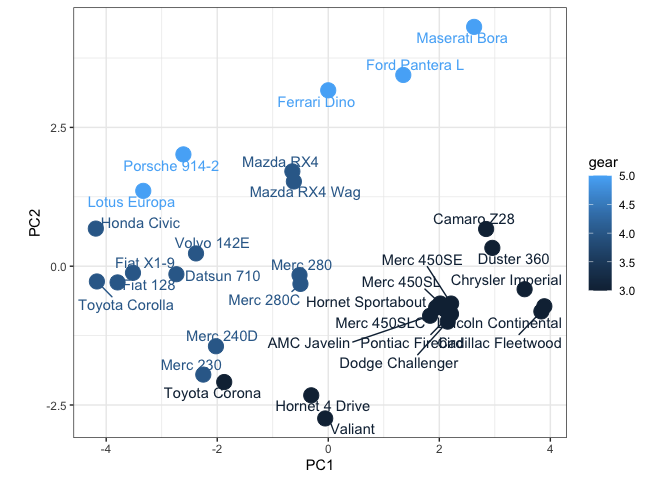 Maserati Bora
Ford Pantera L
Ferrari Dino
2.5
Porsche 914-2
Mazda RX4
gear
Mazda RX4 Wag
5.0
Lotus Europa
Honda Civic
4.5
Camaro Z28
PC2
Volvo 142E
4.0
Merc 450SE
Duster 360
Fiat X1-9
Merc 280
0.0
3.5
Datsun 710
Merc 450SL
Chrysler Imperial
Fiat 128
3.0
Merc 280C
Hornet Sportabout
Toyota Corolla
Merc 450SLC
Lincoln Continental
Merc 240D
AMC Javelin
Pontiac Firebird
Cadillac Fleetwood
Merc 230
Dodge Challenger
Toyota Corona
-2.5
Hornet 4 Drive
Valiant
-4
-2
0
2
4
PC1